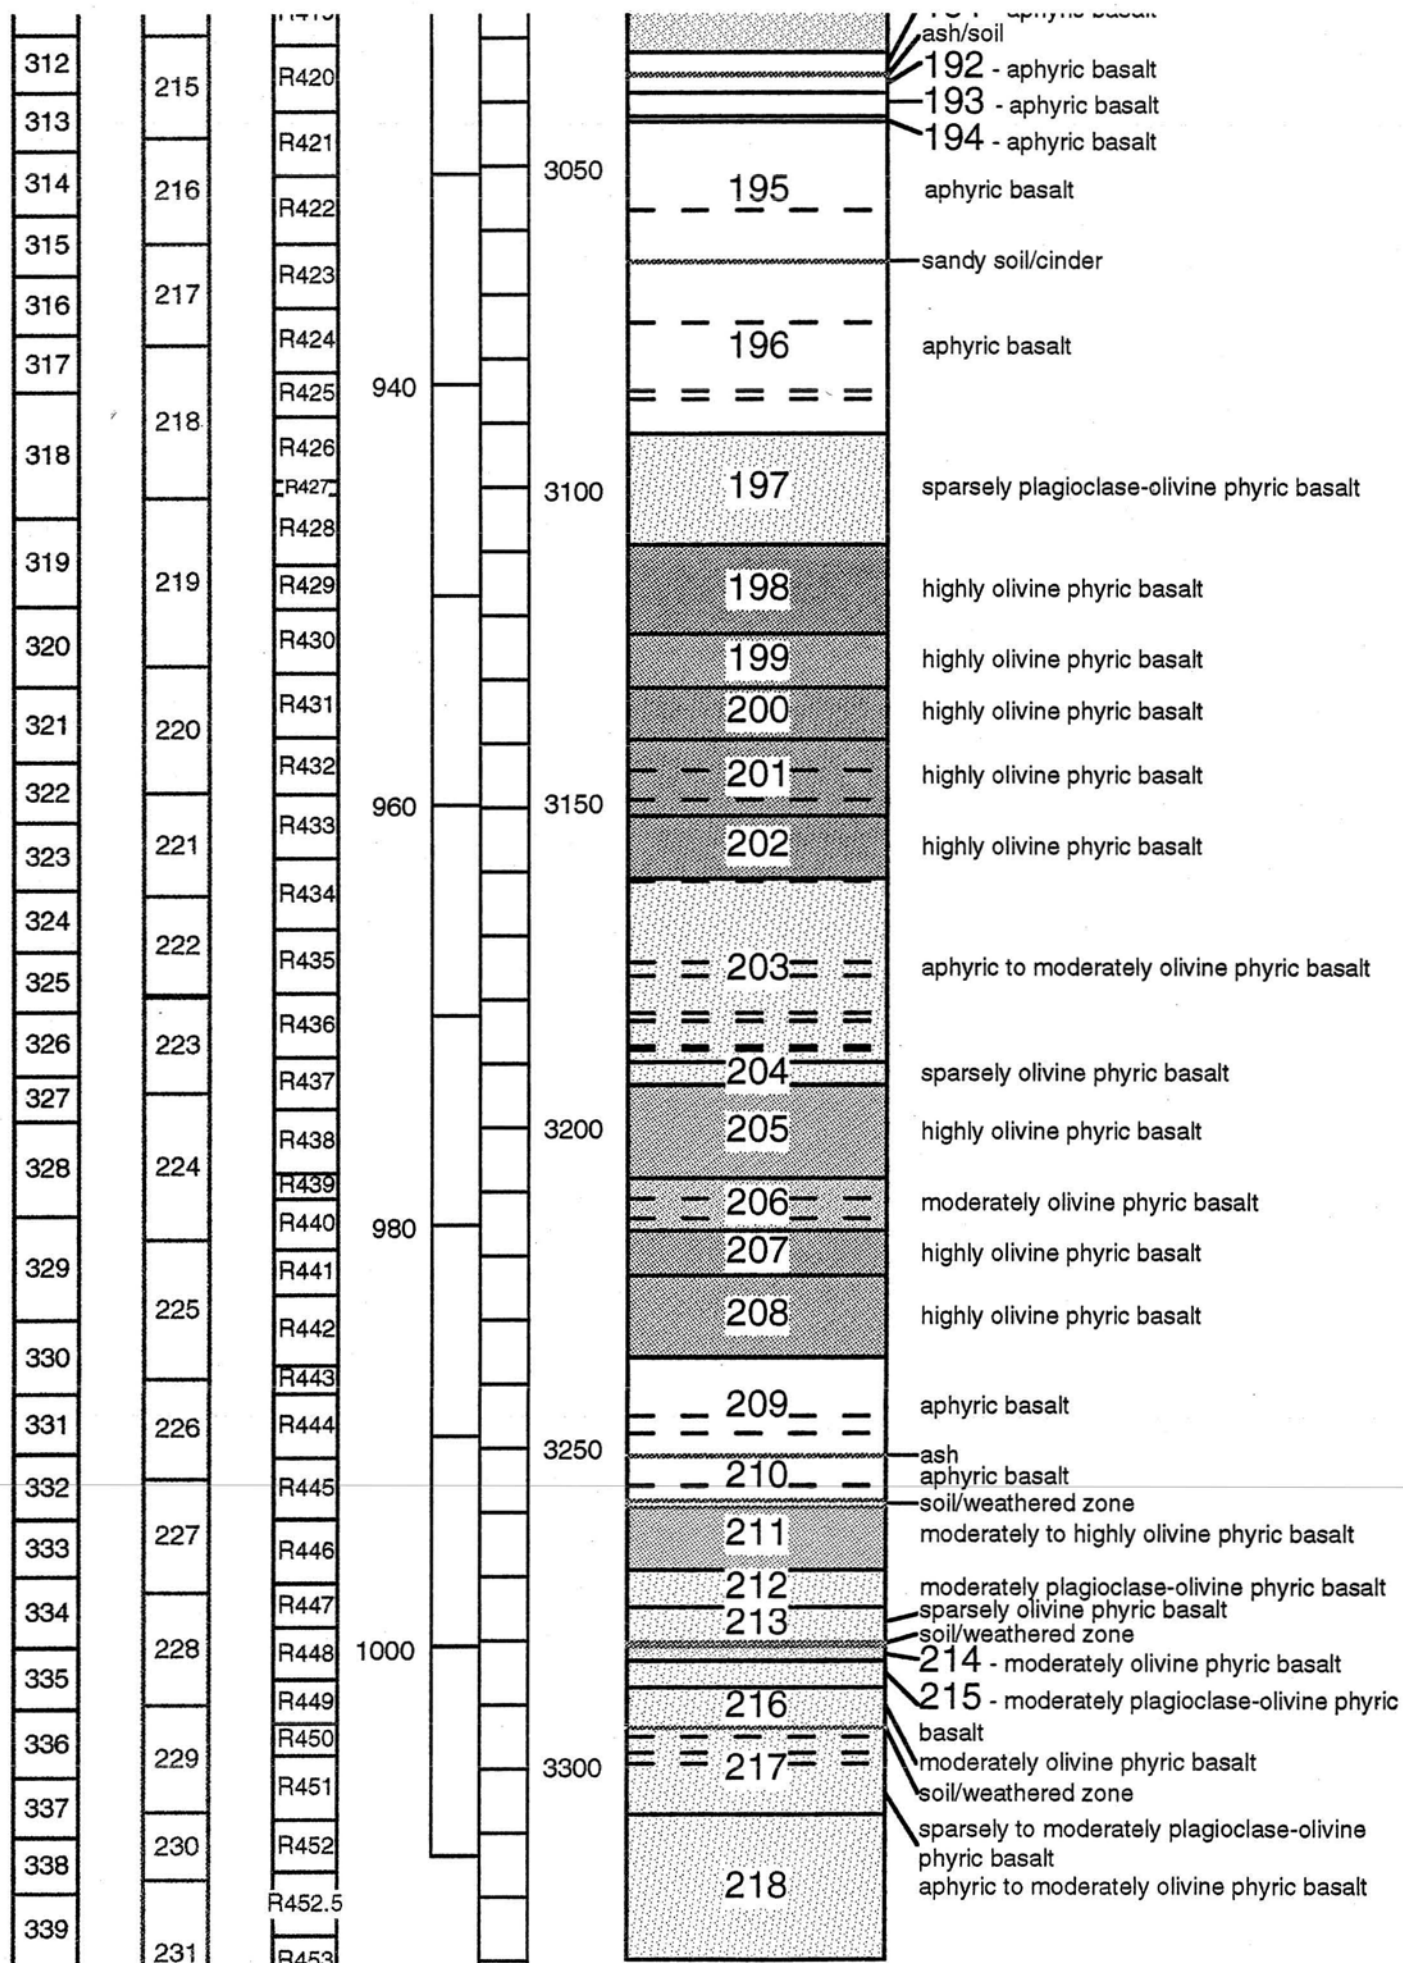 ash/soil
312
215
R420
192 - aphyric basalt
313
193 - aphyric basalt
R421
194 - aphyric basalt
314
216
R422
3050
195
aphyric basalt
315
R423
sandy soil/cinder
316
217
R424
196
aphyric basalt
317
R425
940
218
318
R426
R427
3100
197
sparsely plagioclase-olivine phyric basalt
R428
319
219
R429
198
highly olivine phyric basalt
320
R430
199
highly olivine phyric basalt
321
220
R431
200
highly olivine phyric basalt
322
R432
201
highly olivine phyric basalt
960
3150
323
221
R433
202
highly olivine phyric basalt
324
R434
222
325
R435
203
aphyric to moderately olivine phyric basalt
326
223
R436
327
R437
204
sparsely olivine phyric basalt
328
224
R438
3200
205
highly olivine phyric basalt
R439
206
moderately olivine phyric basalt
R440
980
329
R441
207
highly olivine phyric basalt
225
R442
208
highly olivine phyric basalt
330
R443
331
226
R444
209
aphyric basalt
3250
ash
332
R445
210
aphyric basalt
soil/weathered zone
333
227
R446
211
moderately to highly olivine phyric basalt
334
R447
212
moderately plagioclase-olivine phyric basalt
213
sparsely olivine phyric basalt
soil/weathered zone
228
R448
1000
214 - moderately olivine phyric basalt
335
R449
216
215 - moderately plagioclase-olivine phyric
basalt
336
R450
229
3300
217
moderately olivine phyric basalt
337
R451
soil/weathered zone
338
230
R452
sparsely to moderately plagioclase-olivine
phyric basalt
218
aphyric to moderately olivine phyric basalt
R452.5
339
231
R453